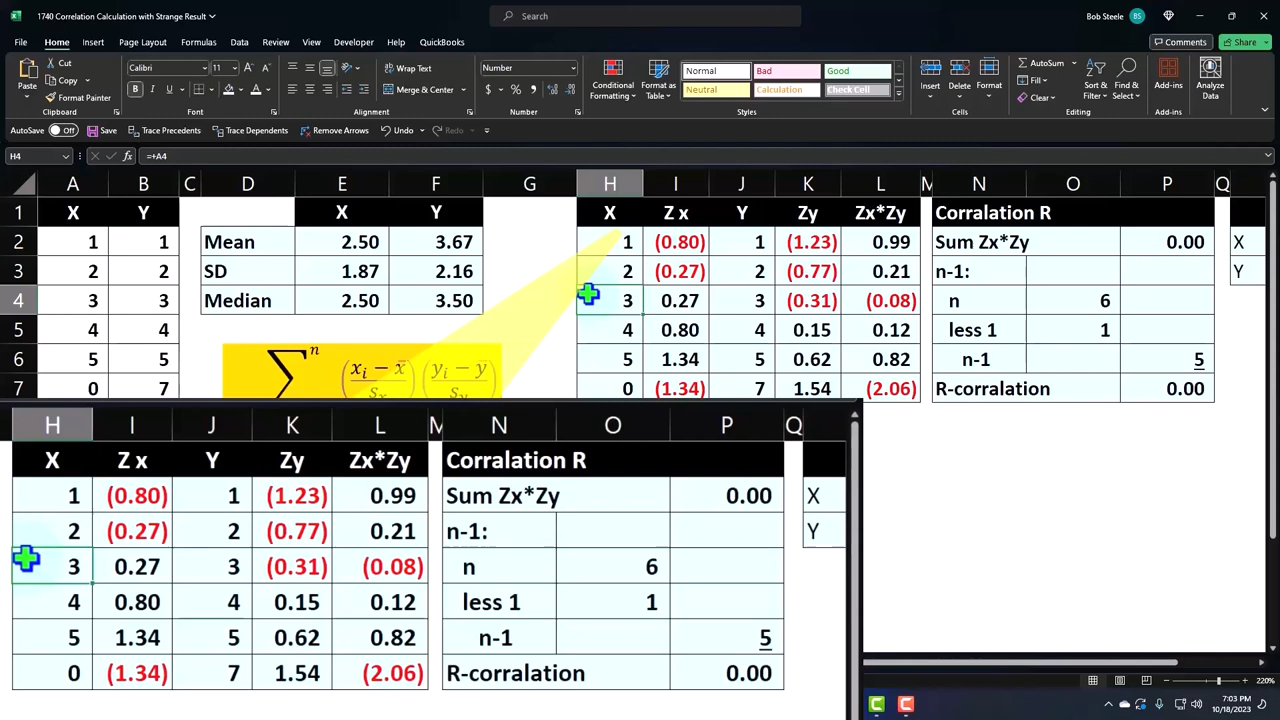 1740 Correlation Calculation with Strange Result
Search
Bob Steele BS
File Home Insert Page Layout Formulas Data Review View Developer Help QuickBooks Comments Share
Paste Cut Copy Format Painter
Clipboard
Calibri 11
B I U
Font
Wrap Text
Merge & Center
Alignment
Number
$ % ,
Number
Conditional Formatting
Format as Table
Normal Bad Good
Neutral Calculation Check Cell
Styles
Insert Delete Format
Cells
AutoSum
Fill
Clear
Sort & Filter
Find & Select
Editing
Add-ins
Add-ins
Analyze Data
AutoSave Off Save Trace Precedents Trace Dependents Remove Arrows Undo Redo
H4 fx =+A4
A B C D E F G H I J K L M N O P Q
1 X Y X Y X Z x Y Zy Zx*Zy Corralation R
2 1 1 Mean 2.50 3.67 1 (0.80) 1 (1.23) 0.99 Sum Zx*Zy 0.00 X
3 2 2 SD 1.87 2.16 2 (0.27) 2 (0.77) 0.21 n-1: Y
4 3 3 Median 2.50 3.50 3 0.27 3 (0.31) (0.08) n 6
5 4 4 4 0.80 4 0.15 0.12 less 1 1
6 5 5 5 1.34 5 0.62 0.82 n-1 5
7 0 7 0 (1.34) 7 1.54 (2.06) R-corralation 0.00
∑ n (xi − x̄ / sx) (yi − ȳ / sy)
H I J K L M N O P Q
X Z x Y Zy Zx*Zy Corralation R
1 (0.80) 1 (1.23) 0.99 Sum Zx*Zy 0.00 X
2 (0.27) 2 (0.77) 0.21 n-1: Y
3 0.27 3 (0.31) (0.08) n 6
4 0.80 4 0.15 0.12 less 1 1
5 1.34 5 0.62 0.82 n-1 5
0 (1.34) 7 1.54 (2.06) R-corralation 0.00
220%
7:03 PM
10/18/2023